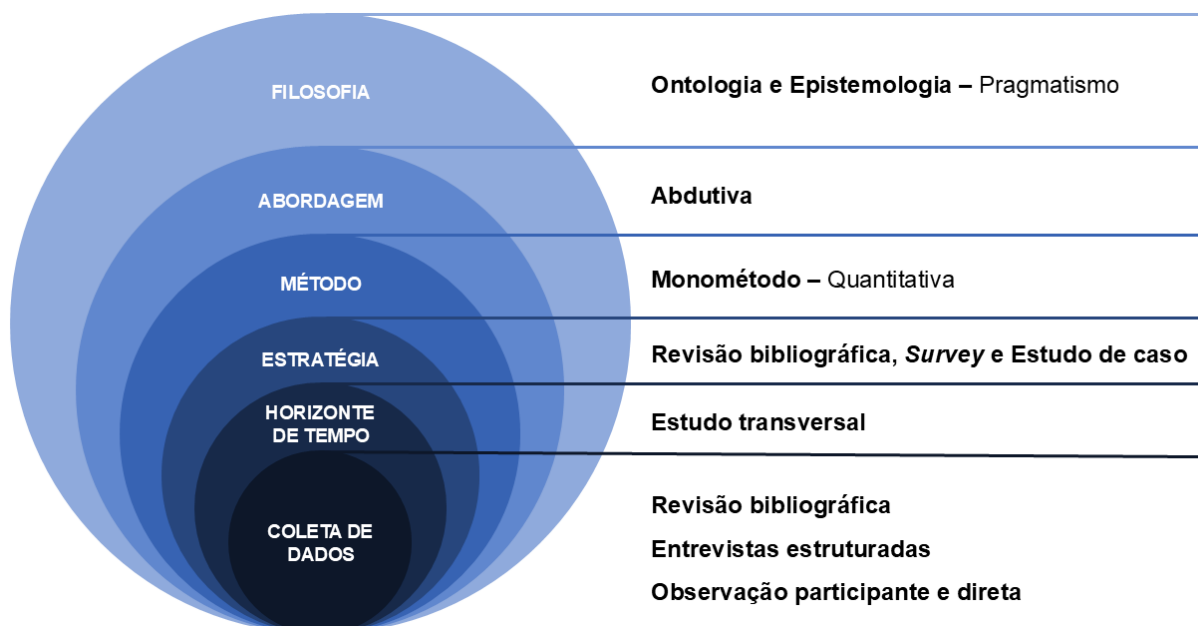 FILOSOFIA
Ontologia e Epistemologia – Pragmatismo
ABORDAGEM
Abdutiva
MÉTODO
Monométodo – Quantitativa
ESTRATÉGIA
Revisão bibliográfica, Survey e Estudo de caso
HORIZONTE
DE TEMPO
Estudo transversal
COLETA DE
DADOS
Revisão bibliográfica
Entrevistas estruturadas
Observação participante e direta